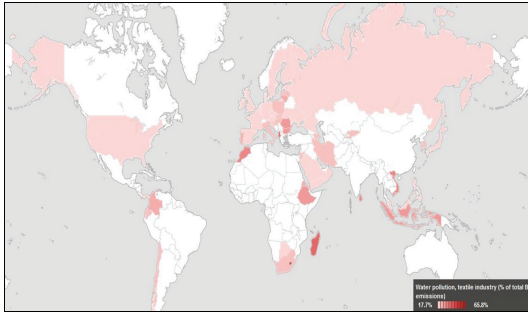 Water pollution, textile industry (% of total B
emissions)
17.7% 65.8%